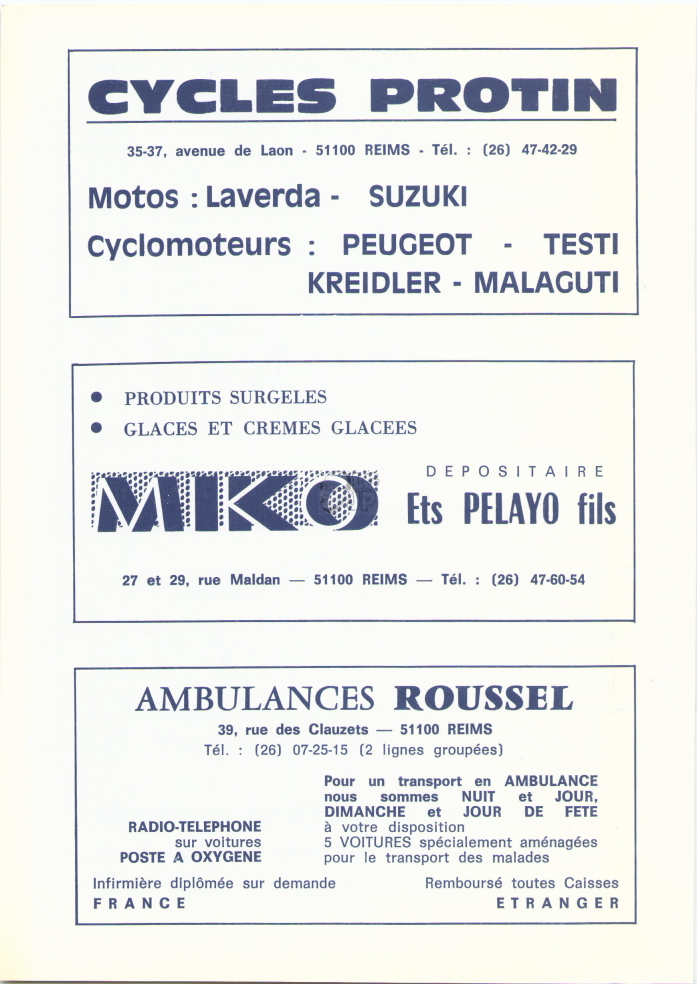 CYCLES PROTIN
35-37, avenue de Laon - 51100 REIMS - Tél. : (26) 47-42-29
Motos : Laverda - SUZUKI
Cyclomoteurs : PEUGEOT - TESTI
KREIDLER - MALAGUTI
● PRODUITS SURGELES
● GLACES ET CREMES GLACEES
MIKO
DEPOSITAIRE
Ets PELAYO fils
27 et 29, rue Maldan — 51100 REIMS — Tél. : (26) 47-60-54
AMBULANCES ROUSSEL
39, rue des Clauzets — 51100 REIMS
Tél. : (26) 07-25-15 (2 lignes groupées)
Pour un transport en AMBULANCE
nous sommes NUIT et JOUR,
DIMANCHE et JOUR DE FETE
à votre disposition
5 VOITURES spécialement aménagées
pour le transport des malades
RADIO-TELEPHONE
sur voitures
POSTE A OXYGENE
Infirmière diplômée sur demande
Remboursé toutes Caisses
FRANCE
ETRANGER